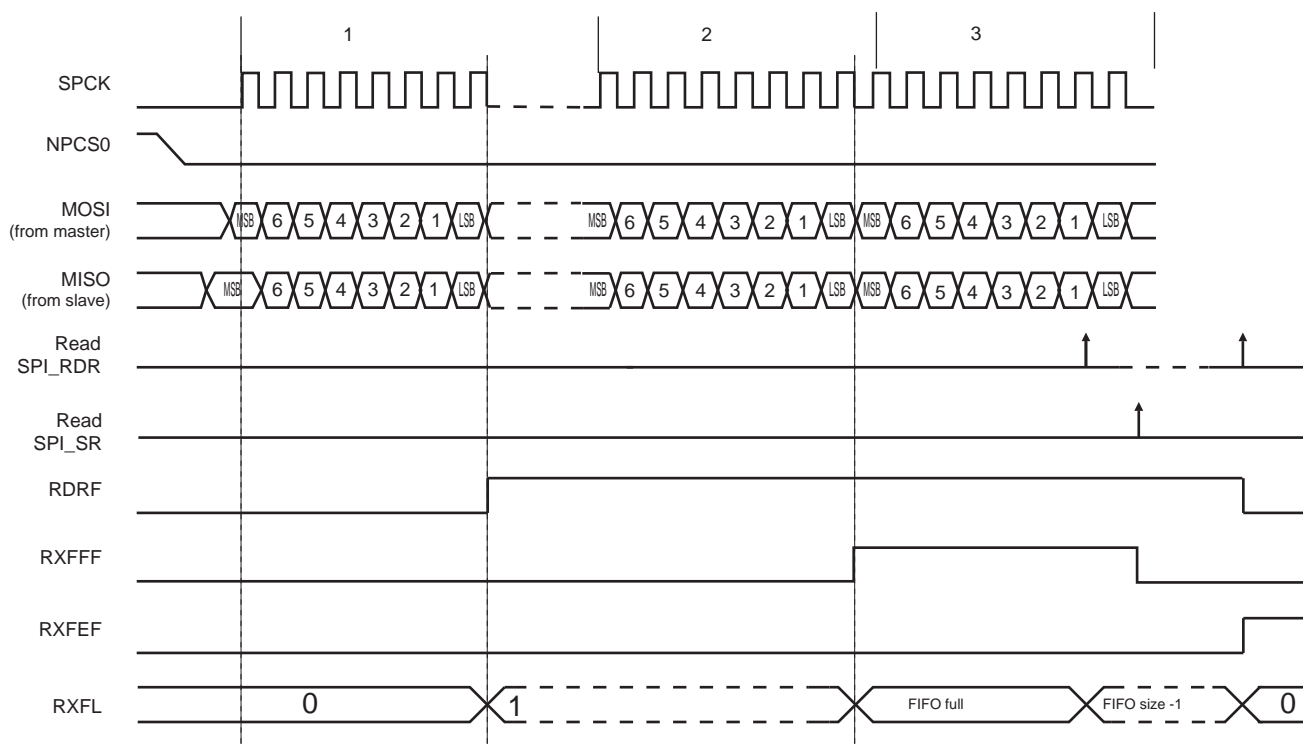 1 2 3
SPCK
NPCS0
MOSI
(from master)
MSB 6 5 4 3 2 1 LSB MSB 6 5 4 3 2 1 LSB MSB 6 5 4 3 2 1 LSB
MISO
(from slave)
MSB 6 5 4 3 2 1 LSB MSB 6 5 4 3 2 1 LSB MSB 6 5 4 3 2 1 LSB
Read
SPI_RDR
Read
SPI_SR
RDRF
RXFFF
RXFEF
RXFL 0 1 FIFO full FIFO size -1 0